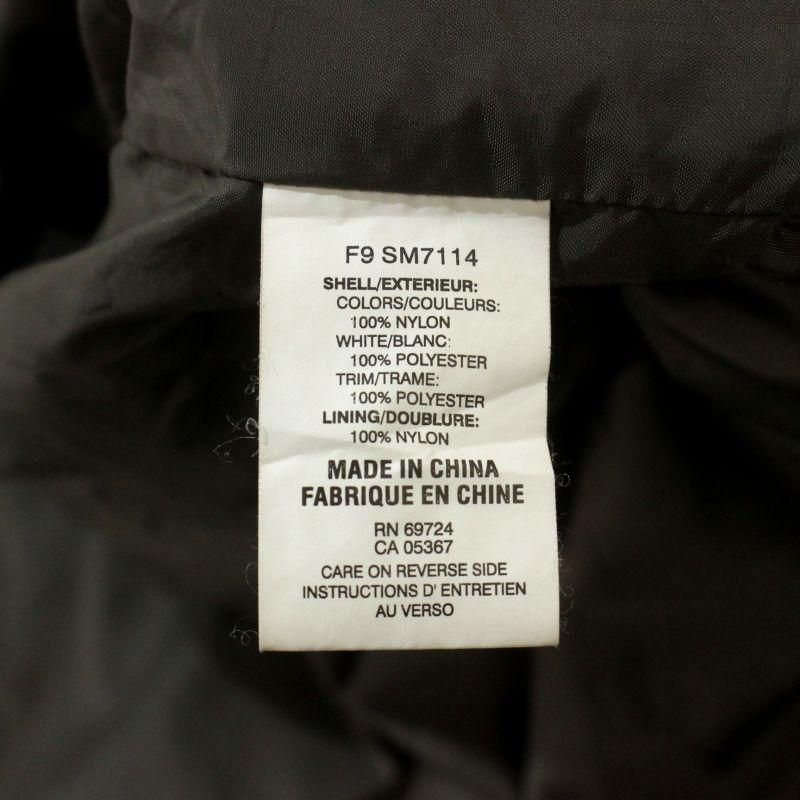 F9 SM7114
SHELL/EXTERIEUR:
COLORS/COULEURS:
100% NYLON
WHITE/BLANC:
100% POLYESTER
TRIM/TRAME:
100% POLYESTER
LINING/DOUBLURE:
100% NYLON
MADE IN CHINA
FABRIQUE EN CHINE
RN 69724
CA 05367
CARE ON REVERSE SIDE
INSTRUCTIONS D' ENTRETIEN
AU VERSO